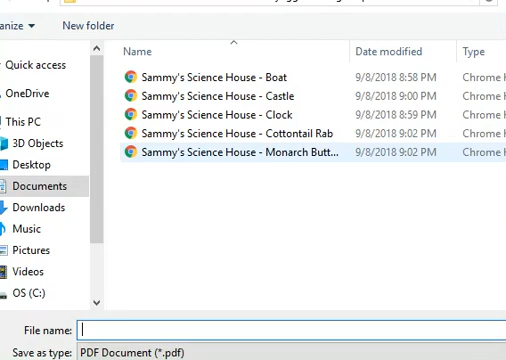 anize New folder
Name Date modified Type
Quick access
OneDrive
This PC
3D Objects
Desktop
Documents
Downloads
Music
Pictures
Videos
OS (C:)
Sammy's Science House - Boat 9/8/2018 8:58 PM Chrome H
Sammy's Science House - Castle 9/8/2018 9:00 PM Chrome H
Sammy's Science House - Clock 9/8/2018 8:59 PM Chrome H
Sammy's Science House - Cottontail Rab 9/8/2018 9:02 PM Chrome H
Sammy's Science House - Monarch Butt... 9/8/2018 9:02 PM Chrome H
File name:
Save as type: PDF Document (*.pdf)